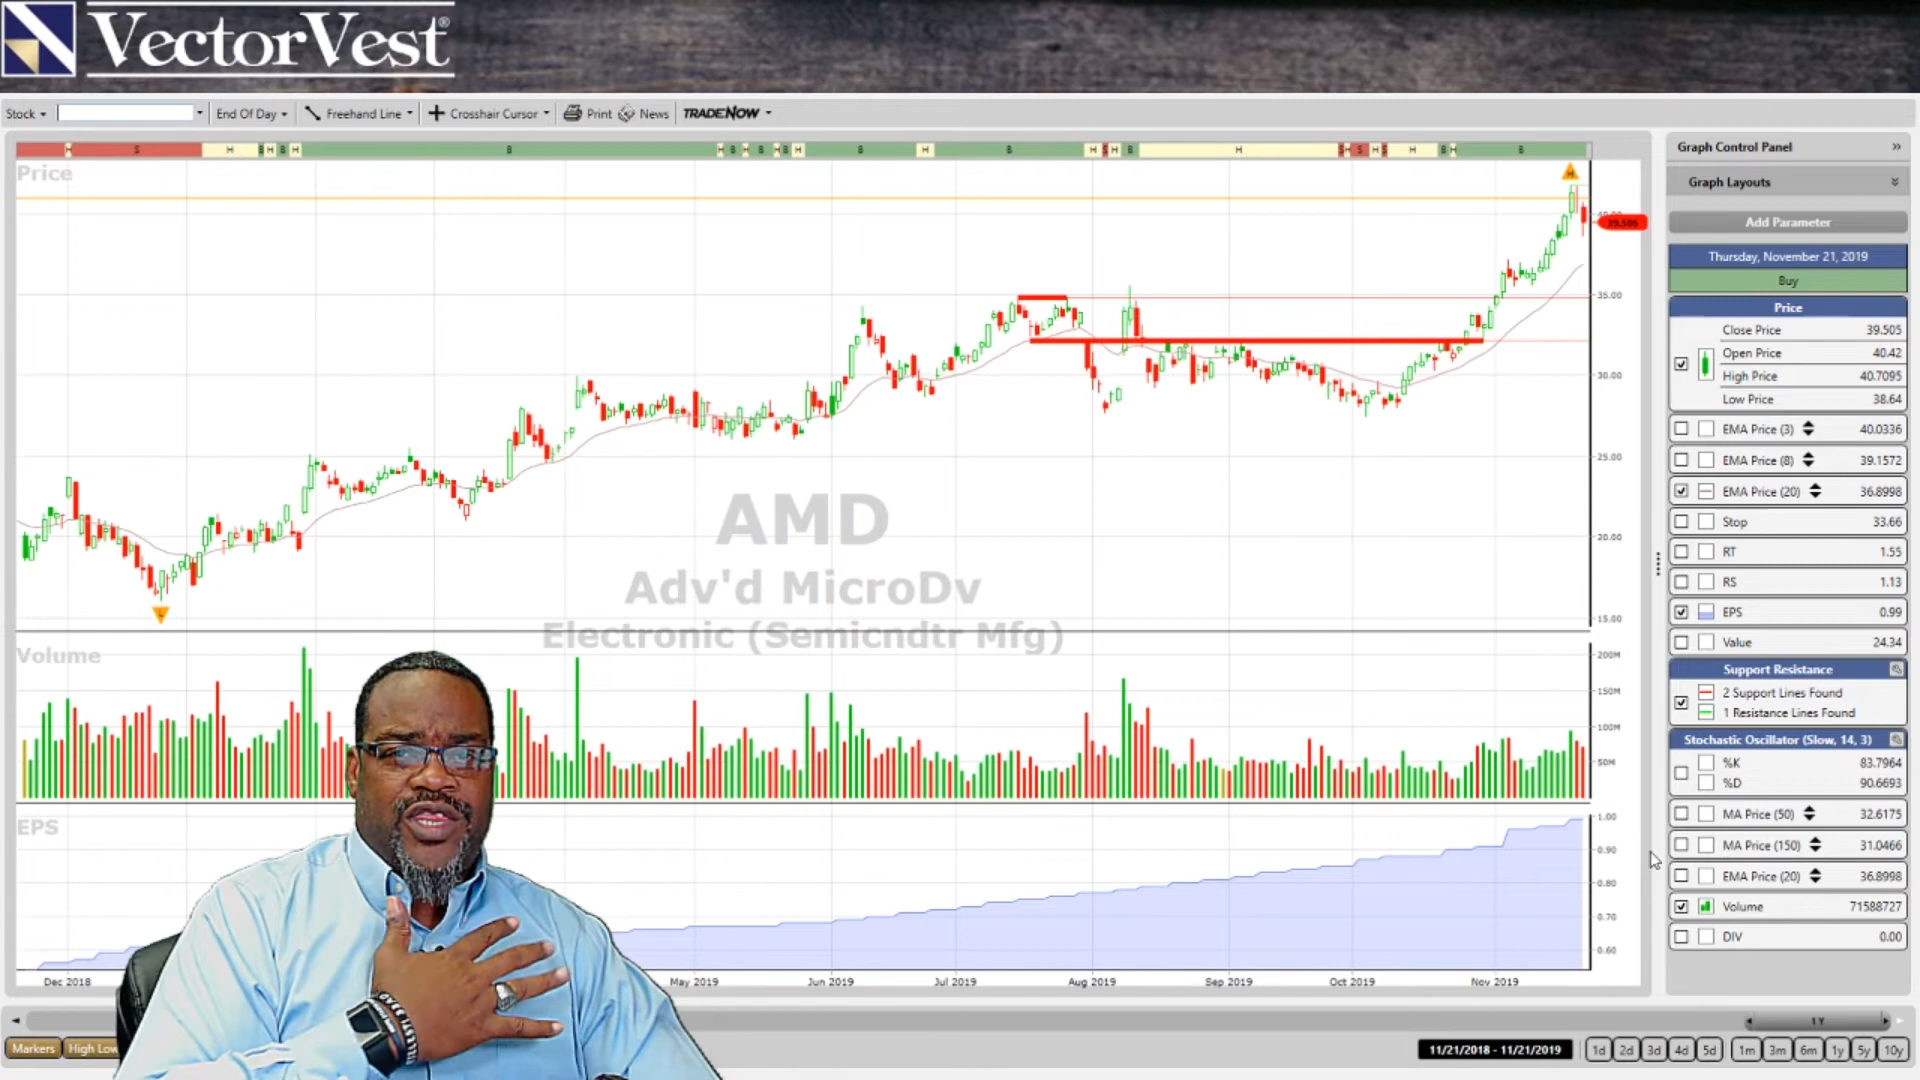 VectorVest®
Stock End Of Day Freehand Line Crosshair Cursor Print News TRADENOW
H S H B H B H B H B H B H B H B H B H S H B H S H S H S H B H B
Price
H
40.00
39.505
35.00
30.00
25.00
20.00
15.00
L
AMD
Adv'd MicroDv
Electronic (Semicndtr Mfg)
Volume
200M
150M
100M
50M
EPS
1.00
0.90
0.80
0.70
0.60
Dec 2018 May 2019 Jun 2019 Jul 2019 Aug 2019 Sep 2019 Oct 2019 Nov 2019
Graph Control Panel »
Graph Layouts
Add Parameter
Thursday, November 21, 2019
Buy
Price
Close Price 39.505
Open Price 40.42
High Price 40.7095
Low Price 38.64
EMA Price (3) 40.0336
EMA Price (8) 39.1572
EMA Price (20) 36.8998
Stop 33.66
RT 1.55
RS 1.13
EPS 0.99
Value 24.34
Support Resistance
2 Support Lines Found
1 Resistance Lines Found
Stochastic Oscillator (Slow, 14, 3)
%K 83.7964
%D 90.6693
MA Price (50) 32.6175
MA Price (150) 31.0466
EMA Price (20) 36.8998
Volume 71588727
DIV 0.00
1 Y
Markers High Low
11/21/2018 - 11/21/2019 1d 2d 3d 4d 5d 1m 3m 6m 1y 5y 10y